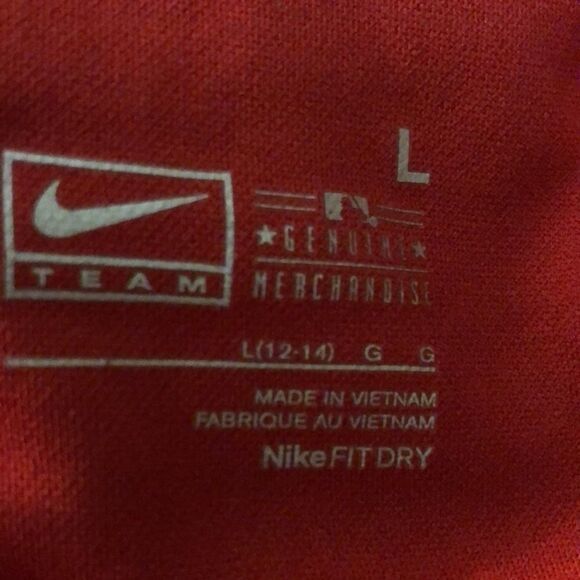 L
TEAM
GENUINE
MERCHANDISE
L(12-14) G G
MADE IN VIETNAM
FABRIQUE AU VIETNAM
NikeFITDRY